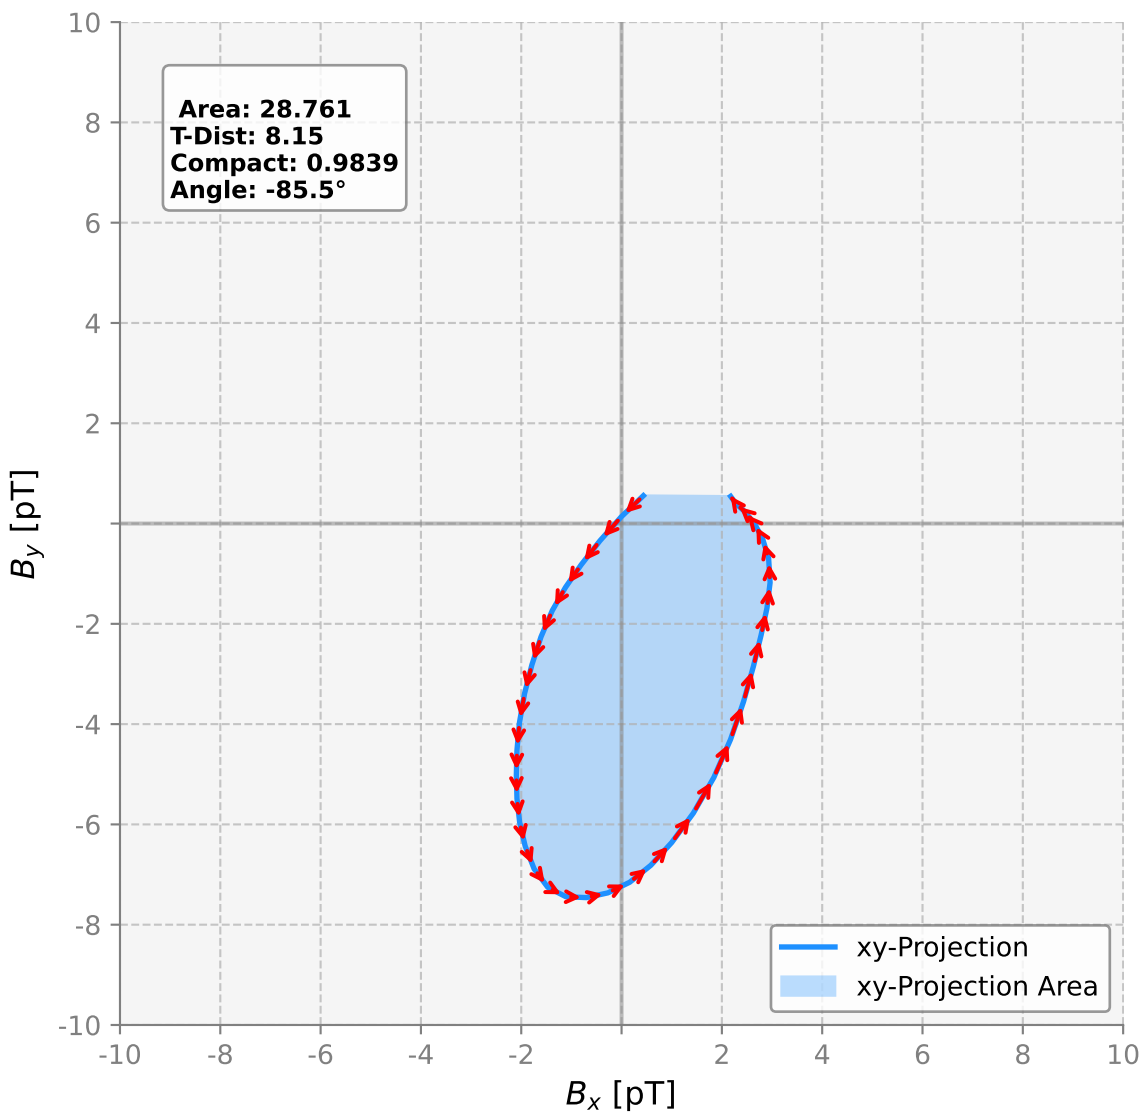 10
8
6
4
2
-2
-4
-6
-8
-10
-10
-8
-6
-4
-2
2
4
6
8
10
B_y [pT]
B_x [pT]
Area: 28.761
T-Dist: 8.15
Compact: 0.9839
Angle: -85.5°
xy-Projection
xy-Projection Area